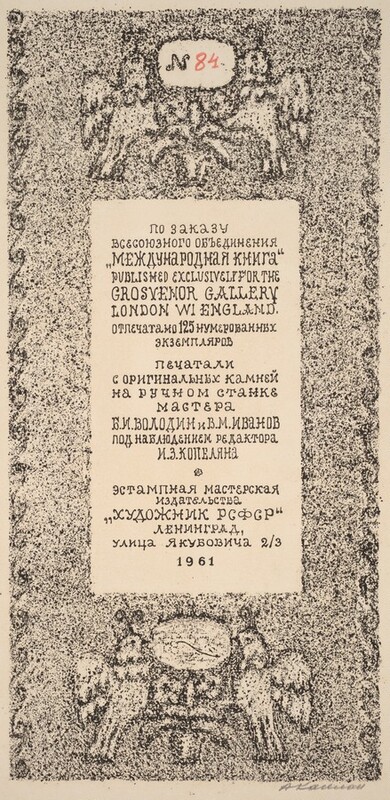 № 84.
ПО ЗАКАЗУ
ВСЕСОЮЗНОГО ОБЪЕДИНЕНИЯ
„МЕЖДУНАРОДНАЯ КНИГА“
PUBLISHED EXCLUSIVELY FOR THE
GROSVENOR GALLERY
LONDON W1 ENGLAND.
ОТПЕЧАТАНО 125 НУМЕРОВАННЫХ
ЭКЗЕМПЛЯРОВ
ПЕЧАТАЛИ
С ОРИГИНАЛЬНЫХ КАМНЕЙ
НА РУЧНОМ СТАНКЕ
МАСТЕРА
Б.И.ВОЛОДИН и В.М.ИВАНОВ
ПОД НАБЛЮДЕНИЕМ РЕДАКТОРА
И.З.КОПЕЛЯНА
ЭСТАМПНАЯ МАСТЕРСКАЯ
ИЗДАТЕЛЬСТВА
„ХУДОЖНИК РСФСР“
ЛЕНИНГРАД,
УЛИЦА ЯКУБОВИЧА 2/3
1961
А Каплан